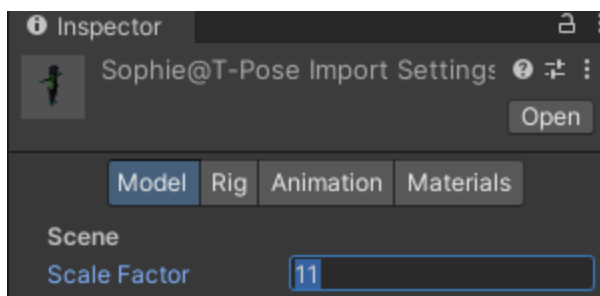 Inspector
Sophie@T-Pose Import Settings
Open
Model Rig Animation Materials
Scene
Scale Factor 11